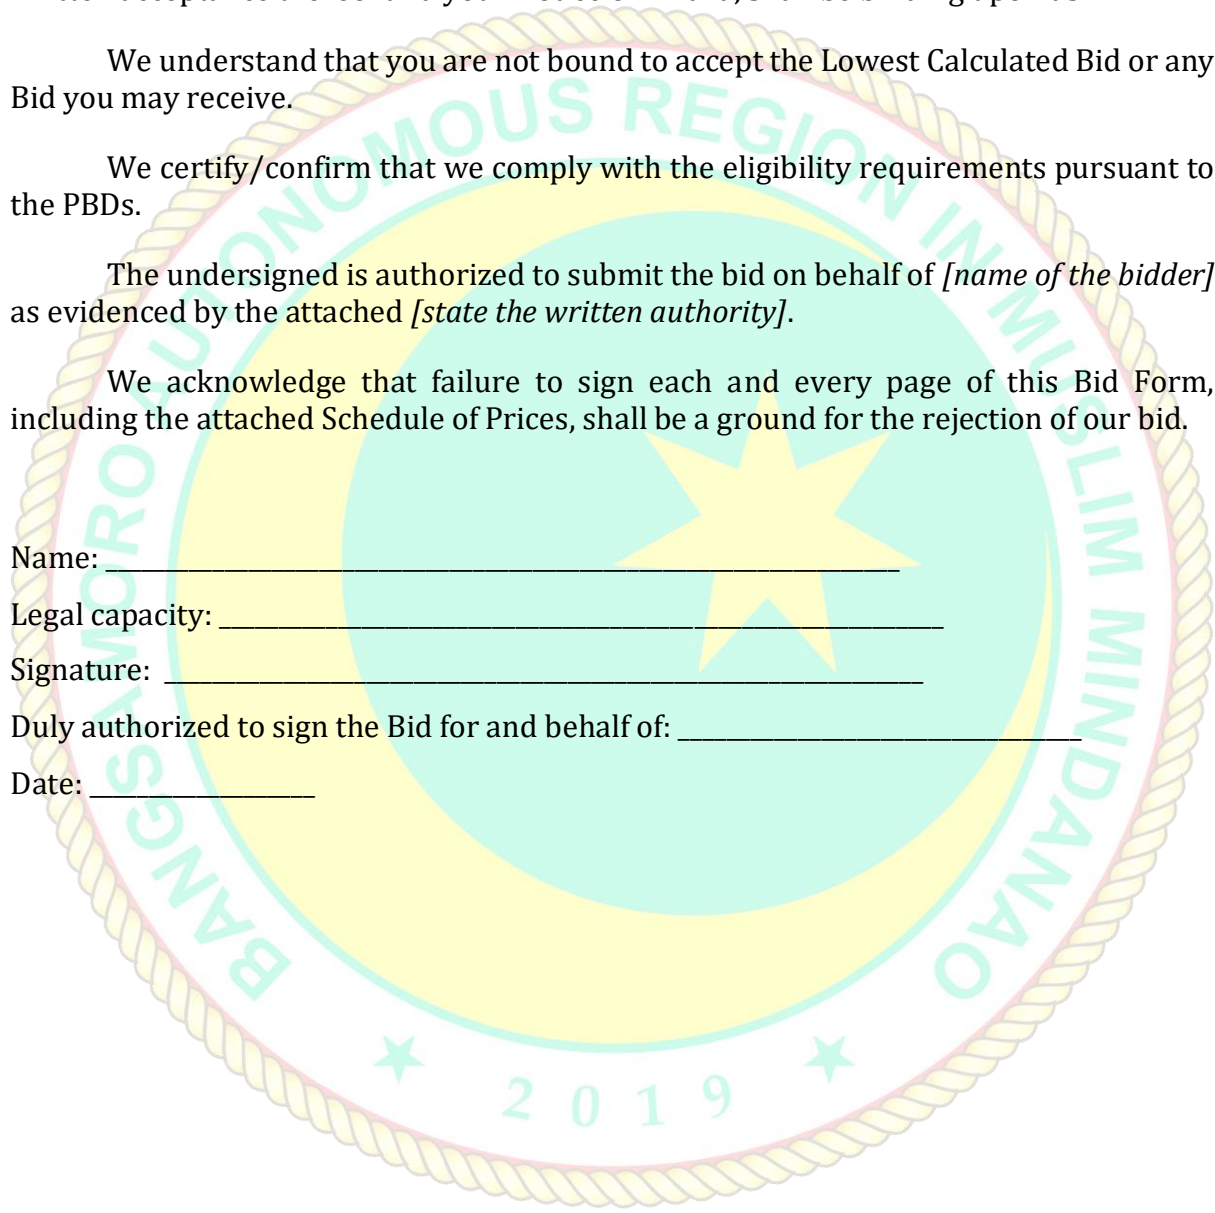 We understand that you are not bound to accept the Lowest Calculated Bid or any
Bid you may receive.
We certify/confirm that we comply with the eligibility requirements pursuant to
the PBDs.
The undersigned is authorized to submit the bid on behalf of [name of the bidder]
as evidenced by the attached [state the written authority].
We acknowledge that failure to sign each and every page of this Bid Form,
including the attached Schedule of Prices, shall be a ground for the rejection of our bid.
Name: ___________
Legal capacity: ___________
Signature: ___________
Duly authorized to sign the Bid for and behalf of: ___________
Date: ___________
BANGSAMORO AUTONOMOUS REGION IN MUSLIM MINDANAO
2019